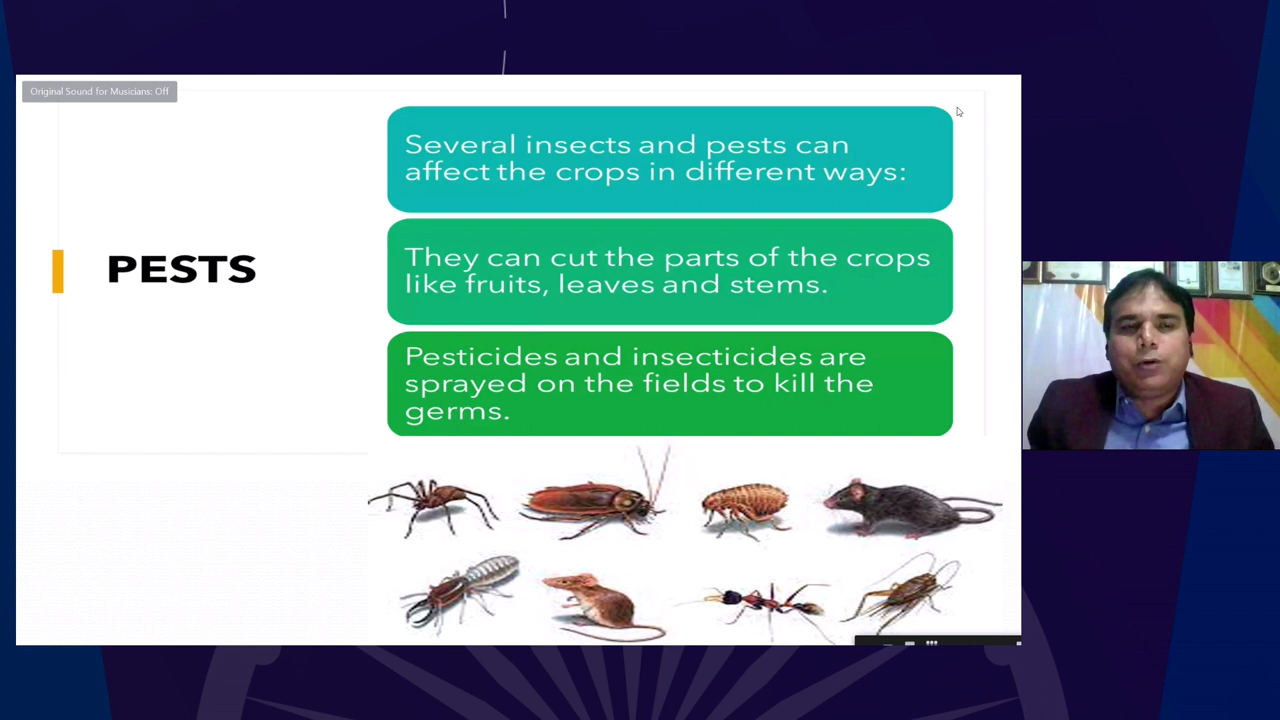 Original Sound for Musicians: Off
Several insects and pests can
affect the crops in different ways:
PESTS
They can cut the parts of the crops
like fruits, leaves and stems.
Pesticides and insecticides are
sprayed on the fields to kill the
germs.